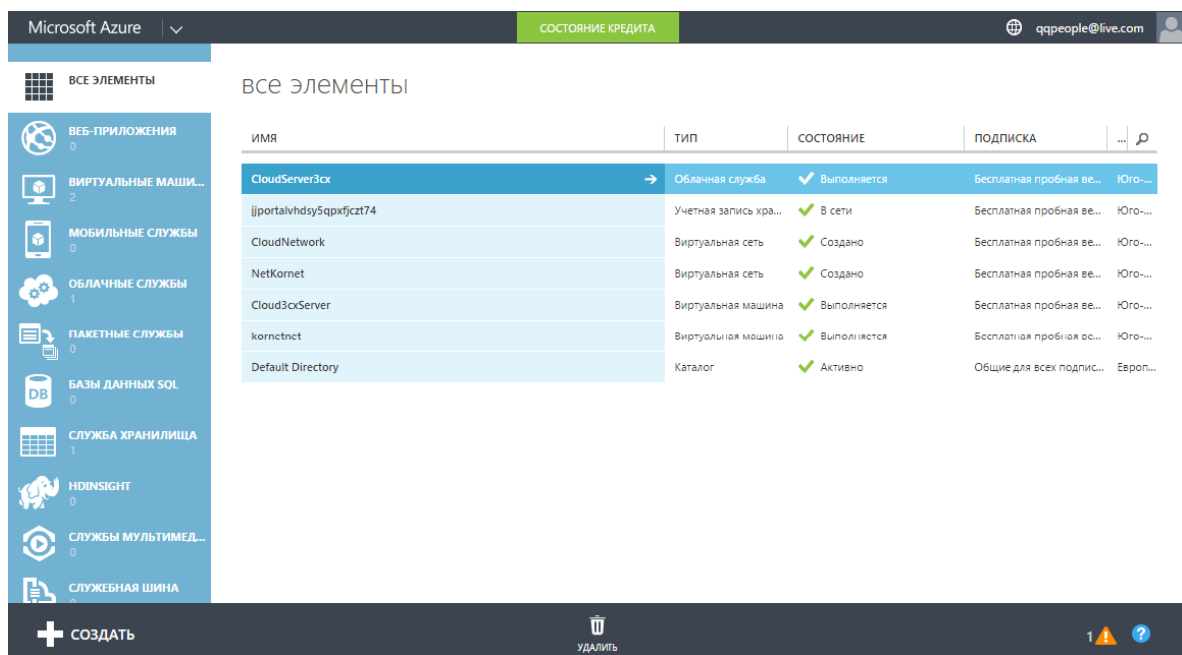 Microsoft Azure
СОСТОЯНИЕ КРЕДИТА
qqpeople@live.com
ВСЕ ЭЛЕМЕНТЫ
ВЕБ-ПРИЛОЖЕНИЯ
0
ВИРТУАЛЬНЫЕ МАШИ...
2
МОБИЛЬНЫЕ СЛУЖБЫ
0
ОБЛАЧНЫЕ СЛУЖБЫ
1
ПАКЕТНЫЕ СЛУЖБЫ
0
DB
БАЗЫ ДАННЫХ SQL
0
СЛУЖБА ХРАНИЛИЩА
1
HDINSIGHT
0
СЛУЖБЫ МУЛЬТИМЕД...
0
СЛУЖЕБНАЯ ШИНА
все элементы
ИМЯ ТИП СОСТОЯНИЕ ПОДПИСКА ...
CloudServer3cx Облачная служба Выполняется Бесплатная пробная ве... Юго-...
jjportalvhdsy5qpxfjczt74 Учетная запись хра... В сети Бесплатная пробная ве... Юго-...
CloudNetwork Виртуальная сеть Создано Бесплатная пробная ве... Юго-...
NetKornet Виртуальная сеть Создано Бесплатная пробная ве... Юго-...
Cloud3cxServer Виртуальная машина Выполняется Бесплатная пробная ве... Юго-...
kornetnet Виртуальная машина Выполняется Бесплатная пробная ве... Юго-...
Default Directory Каталог Активно Общие для всех подпис... Европ...
СОЗДАТЬ
УДАЛИТЬ
1
?